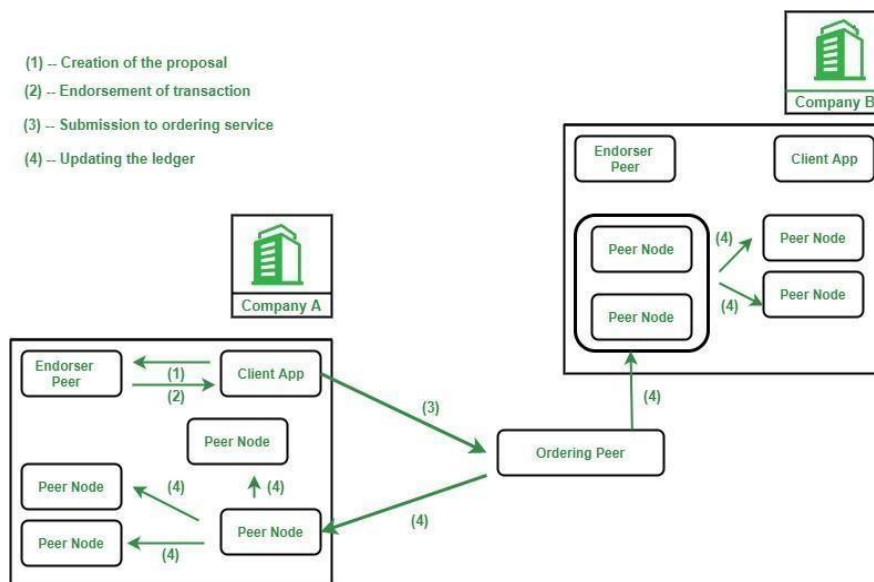 (1) -- Creation of the proposal
(2) -- Endorsement of transaction
(3) -- Submission to ordering service
(4) -- Updating the ledger
Company B
Endorser
Peer
Client App
Peer Node
(4)
Peer Node
Peer Node
(4)
Peer Node
Company A
Endorser
Peer
(1)
(2)
Client App
(3)
(4)
Peer Node
Ordering Peer
Peer Node
(4)
(4)
Peer Node
(4)
Peer Node
(4)